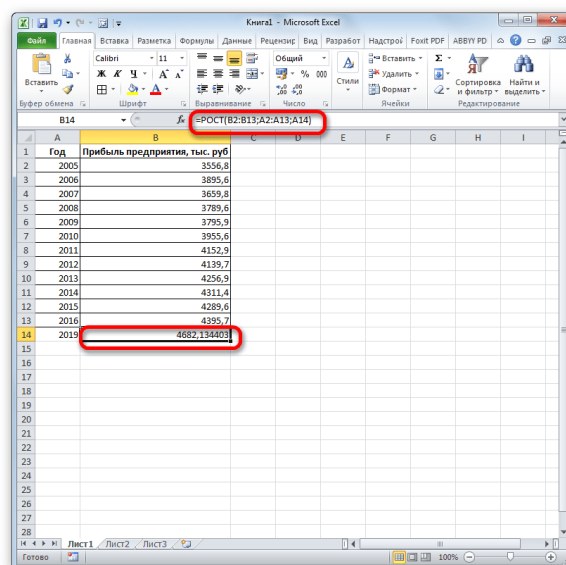 Книга1 - Microsoft Excel
Файл Главная Вставка Разметка Формулы Данные Рецензир Вид Разработ Надстрой Foxit PDF ABBYY PD
Calibri 11 Общий Вставить Σ
Вставить Ж К Ч A A % 000 Стили Удалить Сортировка Найти и
Формат и фильтр выделить
Буфер обмена Шрифт Выравнивание Число Ячейки Редактирование
B14 fx =РОСТ(B2:B13;A2:A13;A14)
A B C D E F G H I
1 Год Прибыль предприятия, тыс. руб
2 2005 3556,8
3 2006 3895,6
4 2007 3659,8
5 2008 3789,6
6 2009 3795,9
7 2010 3955,6
8 2011 4152,9
9 2012 4139,7
10 2013 4256,9
11 2014 4311,4
12 2015 4289,6
13 2016 4395,7
14 2019 4682,134403
15
16
17
18
19
20
21
22
23
24
25
26
27
28
Лист1 Лист2 Лист3
Готово 100%